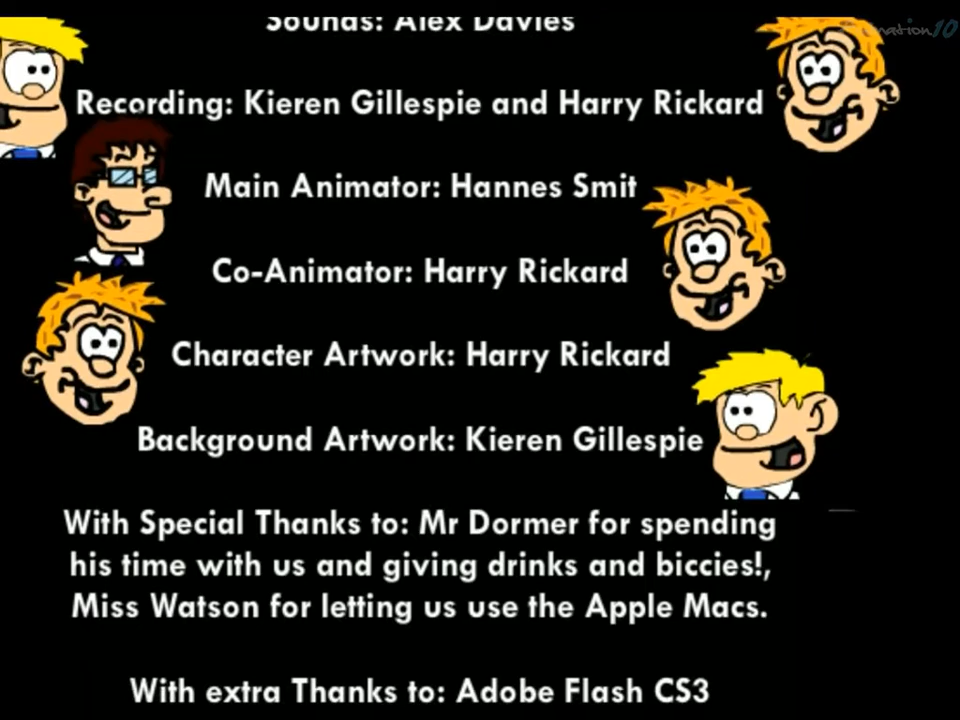 Sounds: Alex Davies
Recording: Kieren Gillespie and Harry Rickard
Main Animator: Hannes Smit
Co-Animator: Harry Rickard
Character Artwork: Harry Rickard
Background Artwork: Kieren Gillespie
With Special Thanks to: Mr Dormer for spending
his time with us and giving drinks and biccies!,
Miss Watson for letting us use the Apple Macs.
With extra Thanks to: Adobe Flash CS3